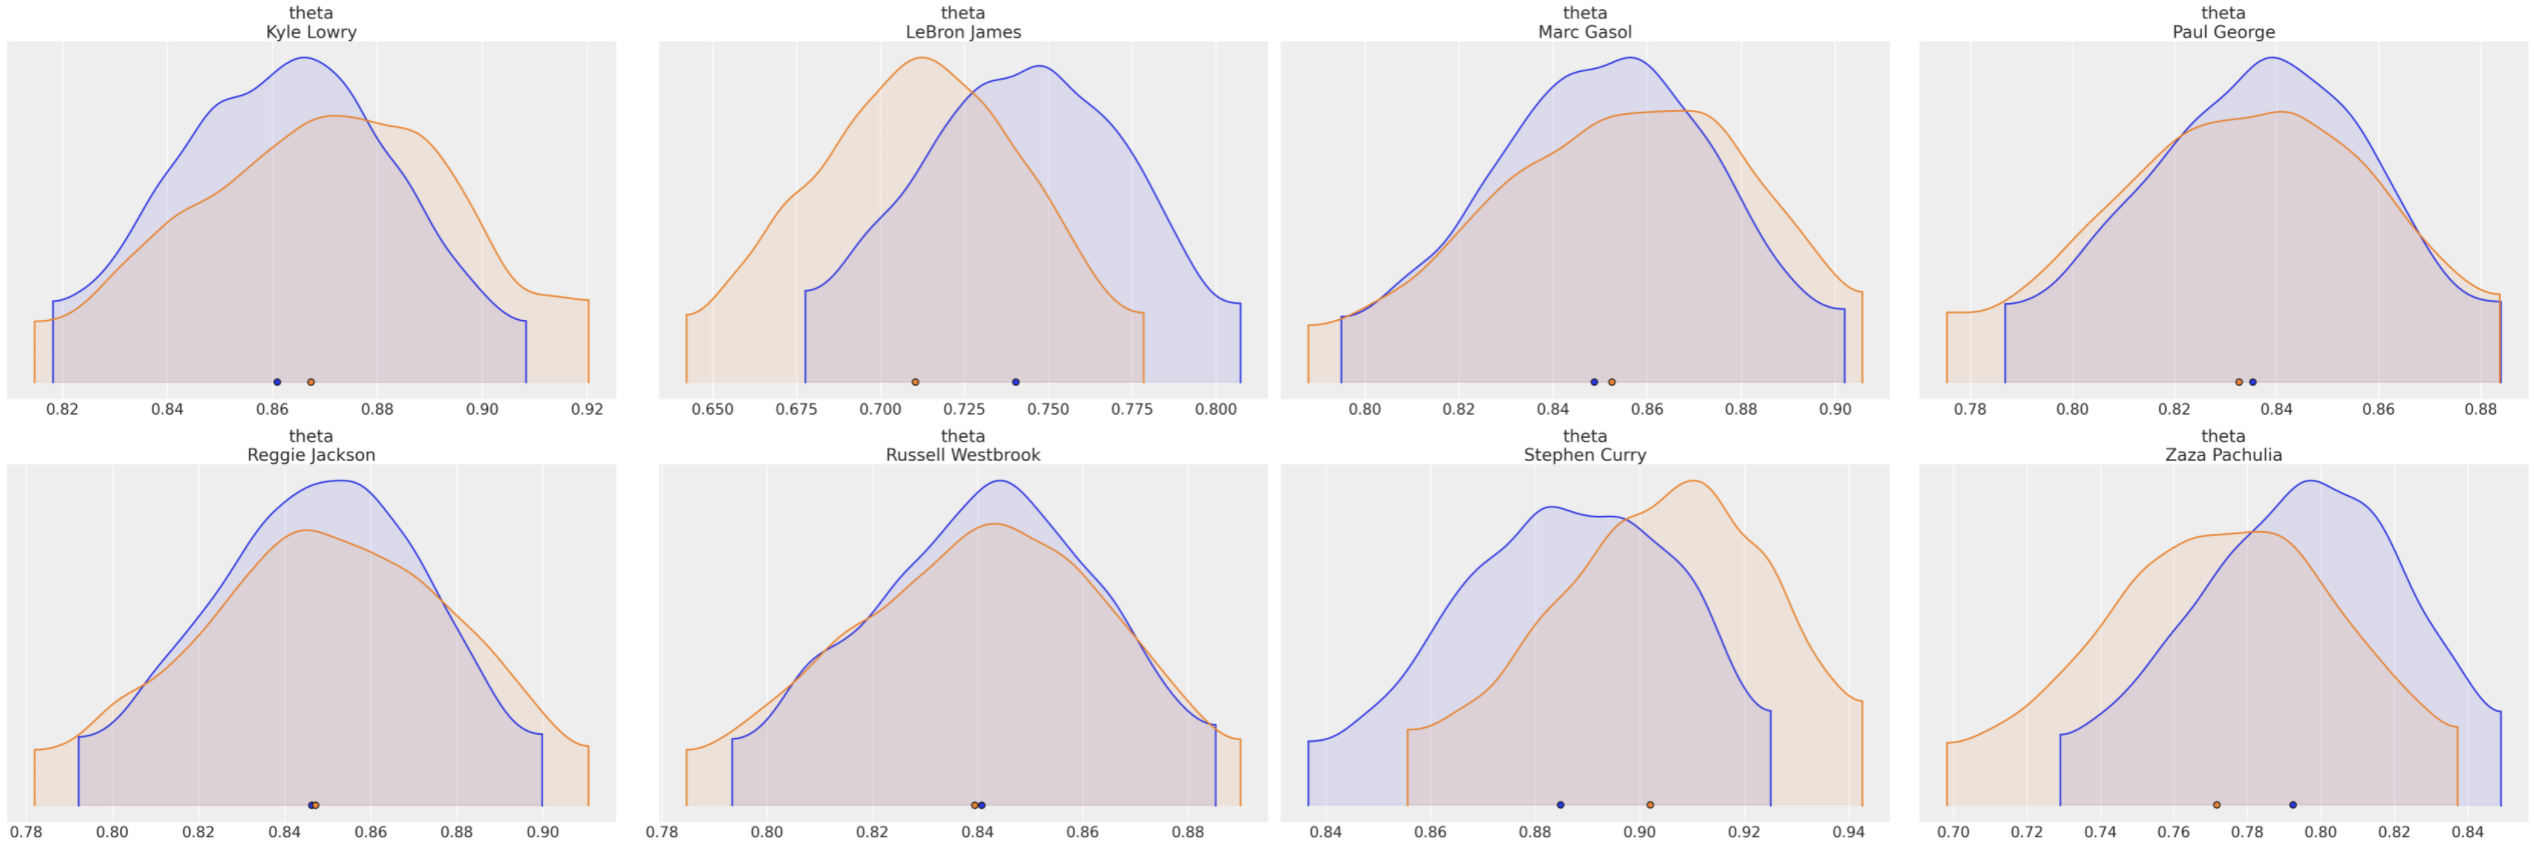 theta
Kyle Lowry
0.82 0.84 0.86 0.88 0.90 0.92
theta
LeBron James
0.650 0.675 0.700 0.725 0.750 0.775 0.800
theta
Marc Gasol
0.80 0.82 0.84 0.86 0.88 0.90
theta
Paul George
0.78 0.80 0.82 0.84 0.86 0.88
theta
Reggie Jackson
0.78 0.80 0.82 0.84 0.86 0.88 0.90
theta
Russell Westbrook
0.78 0.80 0.82 0.84 0.86 0.88
theta
Stephen Curry
0.84 0.86 0.88 0.90 0.92 0.94
theta
Zaza Pachulia
0.70 0.72 0.74 0.76 0.78 0.80 0.82 0.84